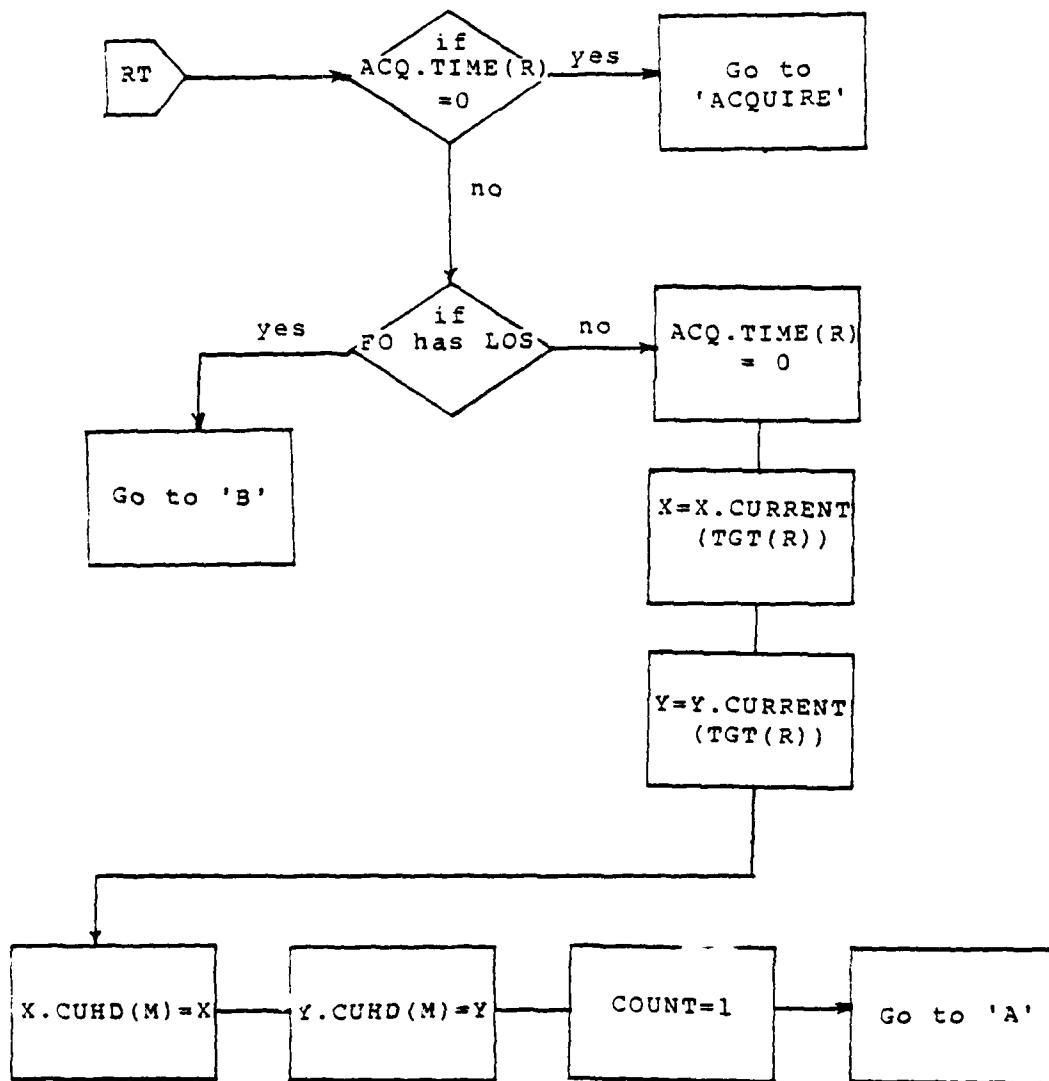 RT
if
ACQ.TIME(R)
=0
yes
Go to
'ACQUIRE'
no
if
FO has LOS
yes
no
ACQ.TIME(R)
= 0
Go to 'B'
X=X.CURRENT
(TGT(R))
Y=Y.CURRENT
(TGT(R))
X.CUHD(M)=X
Y.CUHD(M)=Y
COUNT=1
Go to 'A'